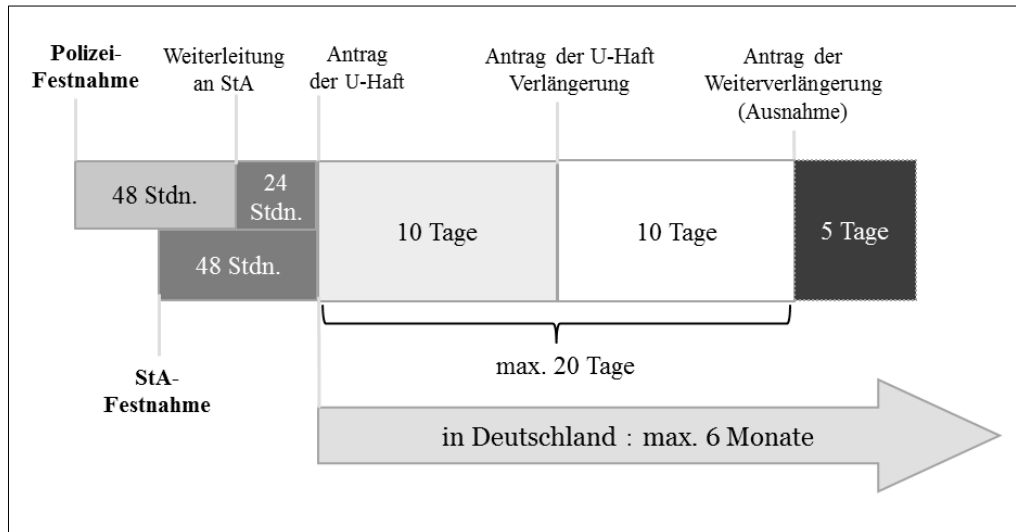 Polizei-
Festnahme
Weiterleitung
an StA
Antrag
der U-Haft
Antrag der U-Haft
Verlängerung
Antrag der
Weiterverlängerung
(Ausnahme)
48 Stdn.
24
Stdn.
48 Stdn.
10 Tage
10 Tage
5 Tage
max. 20 Tage
StA-
Festnahme
in Deutschland : max. 6 Monate